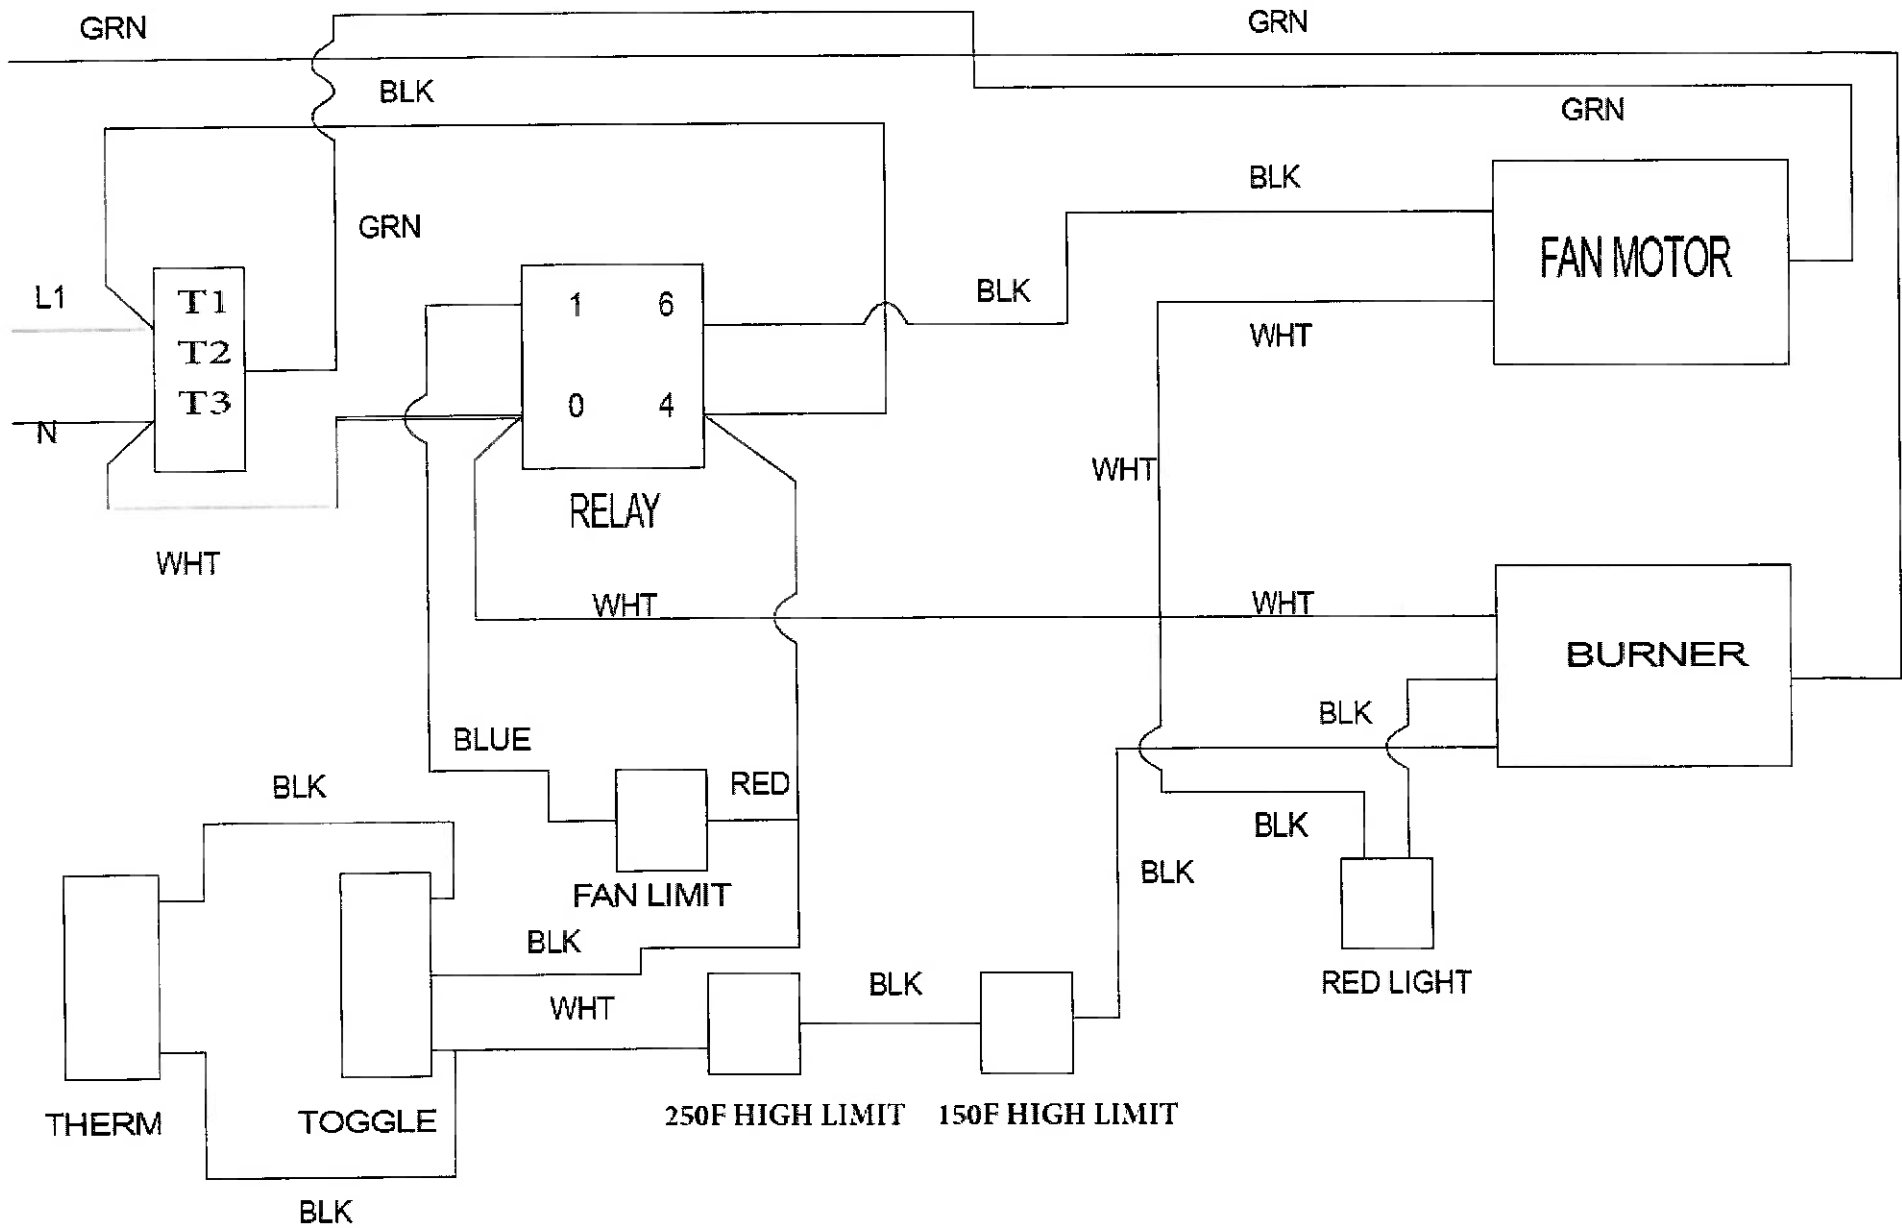 GRN
GRN
BLK
GRN
BLK
GRN
L1
T1
T2
T3
N
1
6
0
4
BLK
FAN MOTOR
WHT
WHT
RELAY
WHT
WHT
WHT
BURNER
BLK
BLUE
RED
BLK
BLK
BLK
FAN LIMIT
BLK
BLK
RED LIGHT
WHT
THERM
TOGGLE
250F HIGH LIMIT
150F HIGH LIMIT
BLK